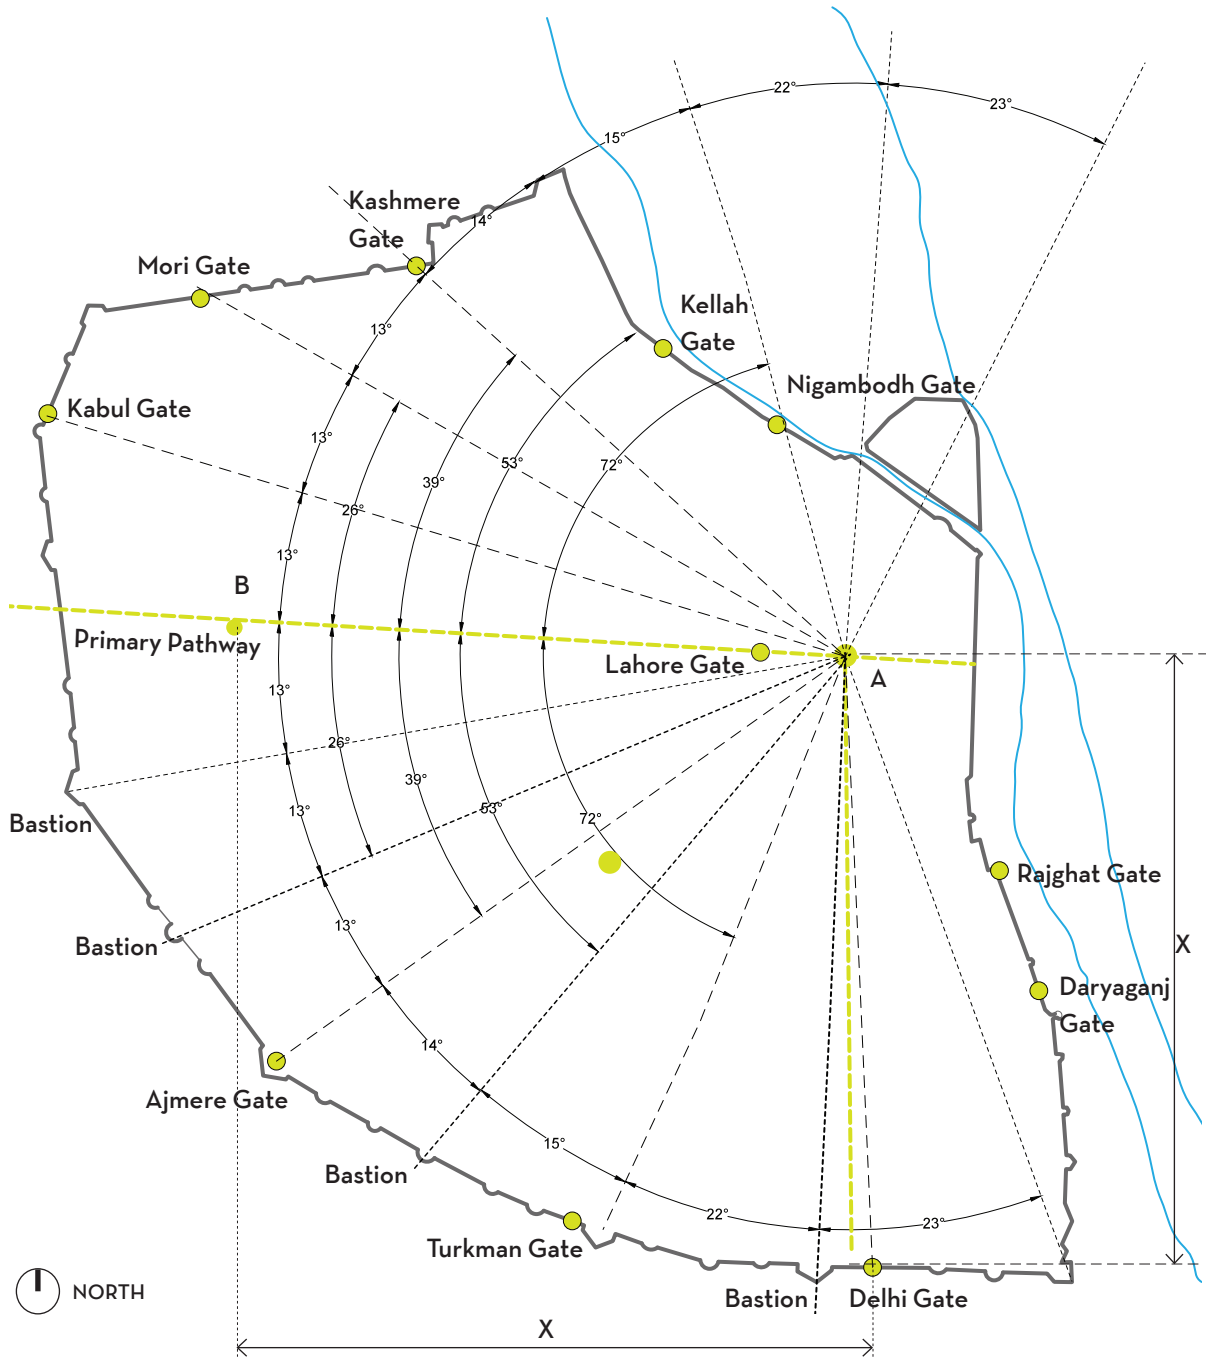 22°
23°
15°
Kashmere
Gate
14°
Mori Gate
Kellah
Gate
13°
Nigambodh Gate
Kabul Gate
13°
53°
72°
39°
26°
13°
B
Primary Pathway
Lahore Gate
A
13°
26°
39°
13°
53°
72°
Bastion
Rajghat Gate
13°
Bastion
X
Daryaganj
Gate
14°
Ajmere Gate
15°
Bastion
22°
23°
Turkman Gate
NORTH
Bastion
Delhi Gate
X